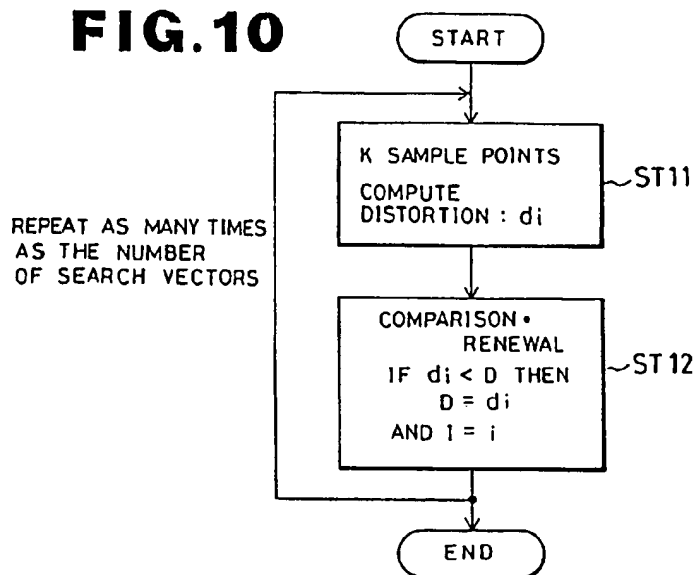 FIG.10
START
K SAMPLE POINTS
COMPUTE
DISTORTION : di
ST11
REPEAT AS MANY TIMES
AS THE NUMBER
OF SEARCH VECTORS
COMPARISON •
RENEWAL
IF di < D THEN
D = di
AND I = i
ST12
END